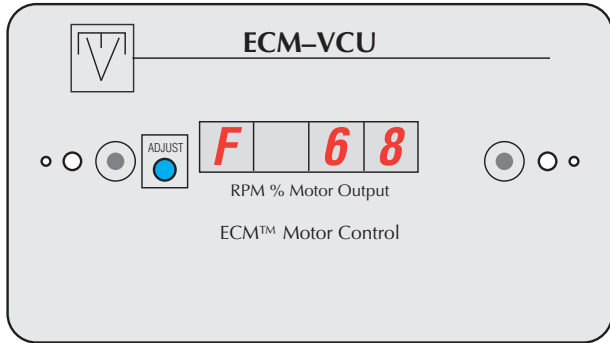 ECM–VCU
ADJUST
F 68
RPM % Motor Output
ECM™ Motor Control